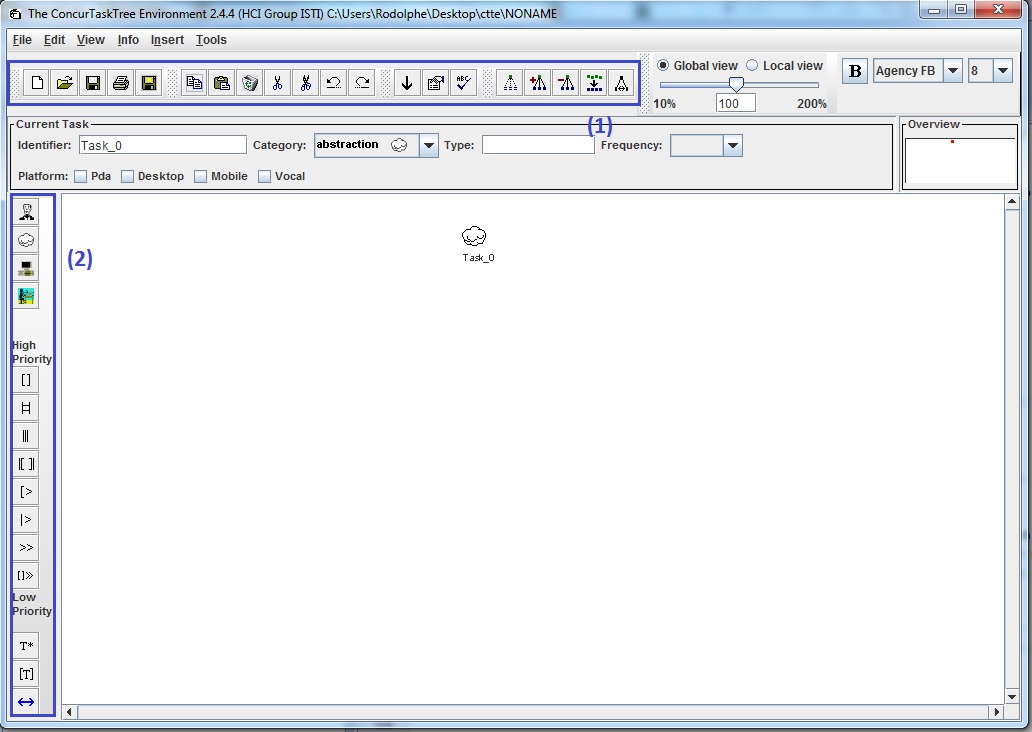 The ConcurTaskTree Environment 2.4.4 (HCI Group ISTI) C:\Users\Rodolphe\Desktop\ctte\NONAME
File Edit View Info Insert Tools
ABC
Global view Local view
10% 100 200%
B Agency FB 8
(1)
Current Task
Identifier: Task_0 Category: abstraction Type: Frequency:
Platform: Pda Desktop Mobile Vocal
Overview
(2)
Task_0
High
Priority
[]
|=|
|||
|[ ]|
[>
|>
>>
[]>>
Low
Priority
T*
[T]